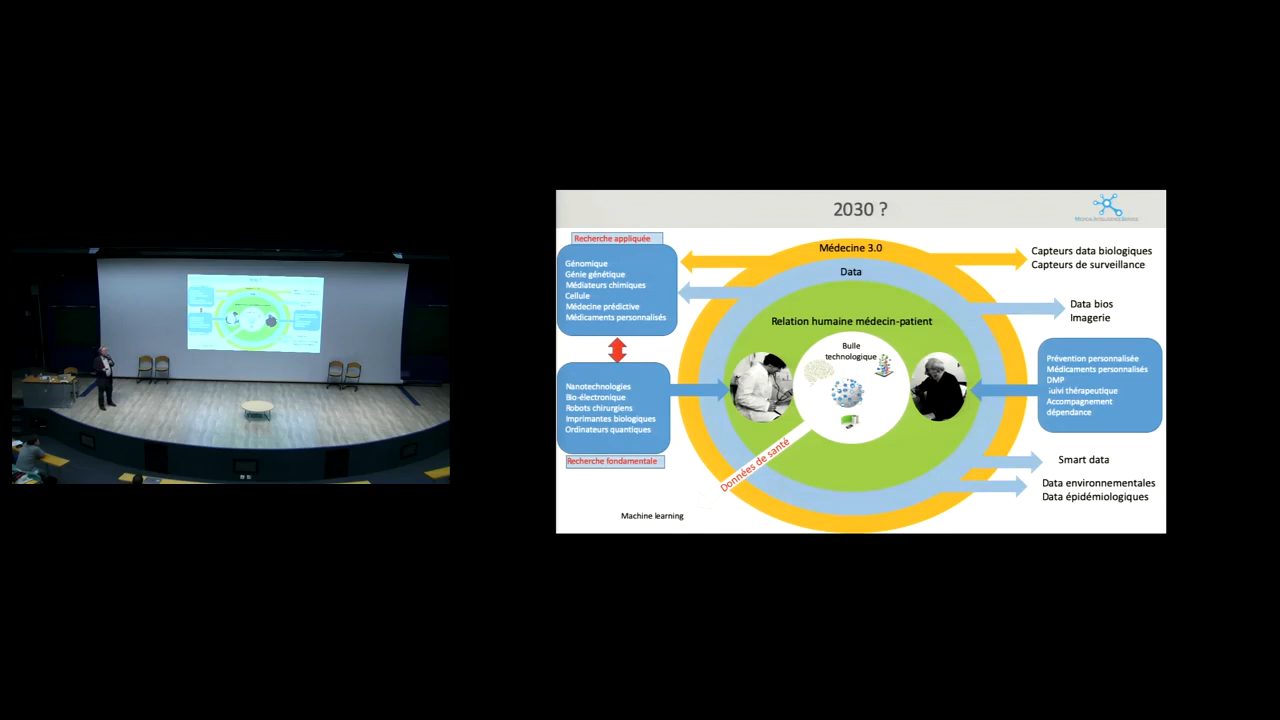 2030 ?
MEDICAL INTELLIGENCE SERVICE
Recherche appliquée
Génomique
Génie génétique
Médiateurs chimiques
Cellule
Médecine prédictive
Médicaments personnalisés
Nanotechnologies
Bio-électronique
Robots chirurgiens
Imprimantes biologiques
Ordinateurs quantiques
Recherche fondamentale
Machine learning
Médecine 3.0
Data
Relation humaine médecin-patient
Bulle
technologique
Données de santé
Capteurs data biologiques
Capteurs de surveillance
Data bios
Imagerie
Prévention personnalisée
Médicaments personnalisés
DMP
Suivi thérapeutique
Accompagnement
dépendance
Smart data
Data environnementales
Data épidémiologiques